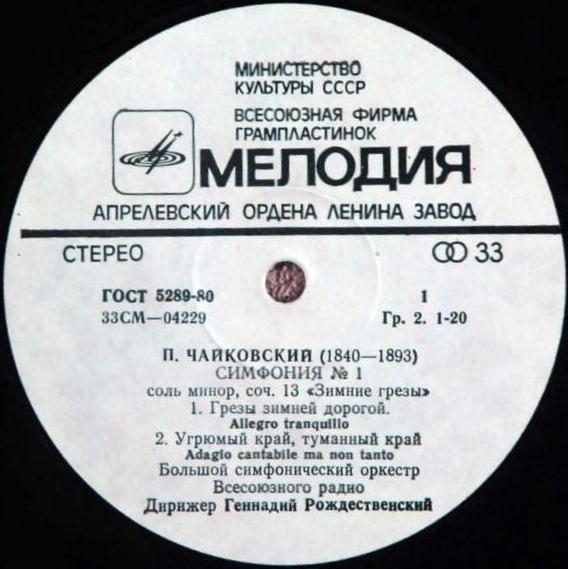 МИНИСТЕРСТВО
КУЛЬТУРЫ СССР
ВСЕСОЮЗНАЯ ФИРМА
ГРАМПЛАСТИНОК
МЕЛОДИЯ
АПРЕЛЕВСКИЙ ОРДЕНА ЛЕНИНА ЗАВОД
СТЕРЕО 33
ГОСТ 5289-80 1
33СМ—04229 Гр. 2. 1-20
П. ЧАЙКОВСКИЙ (1840—1893)
СИМФОНИЯ № 1
соль минор, соч. 13 «Зимние грезы»
1. Грезы зимней дорогой.
Allegro tranquillo
2. Угрюмый край, туманный край
Adagio cantabile ma non tanto
Большой симфонический оркестр
Всесоюзного радио
Дирижер Геннадий Рождественский